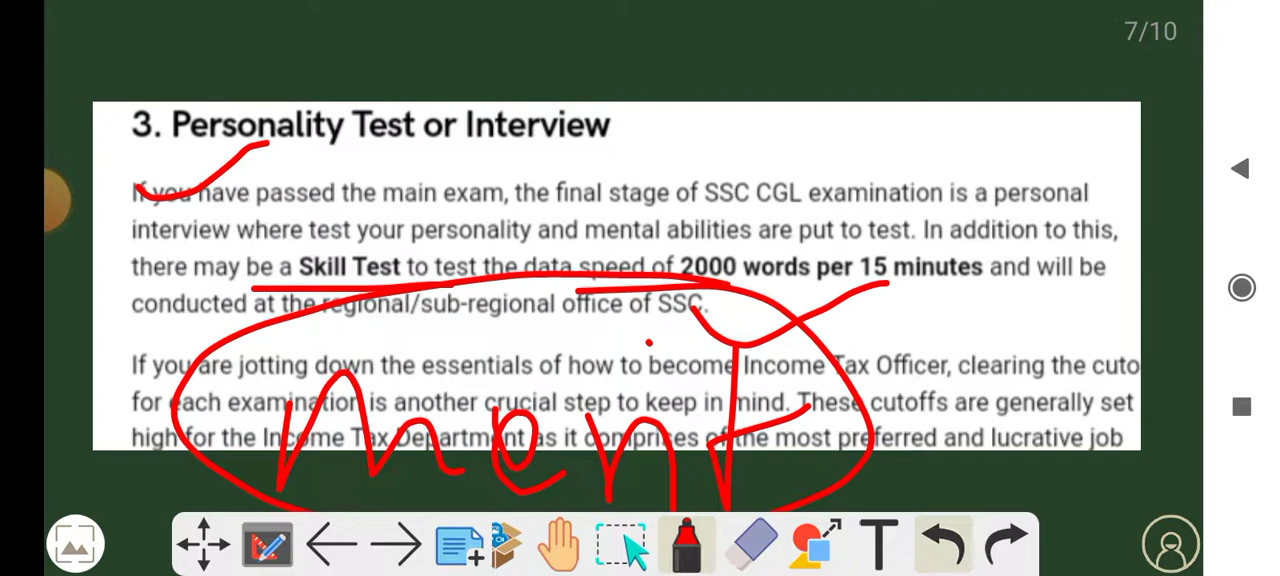 7/10
3. Personality Test or Interview
If you have passed the main exam, the final stage of SSC CGL examination is a personal
interview where test your personality and mental abilities are put to test. In addition to this,
there may be a Skill Test to test the data speed of 2000 words per 15 minutes and will be
conducted at the regional/sub-regional office of SSC.
If you are jotting down the essentials of how to become Income Tax Officer, clearing the cuto
for each examination is another crucial step to keep in mind. These cutoffs are generally set
high for the Income Tax Department as it comprises of the most preferred and lucrative job
T